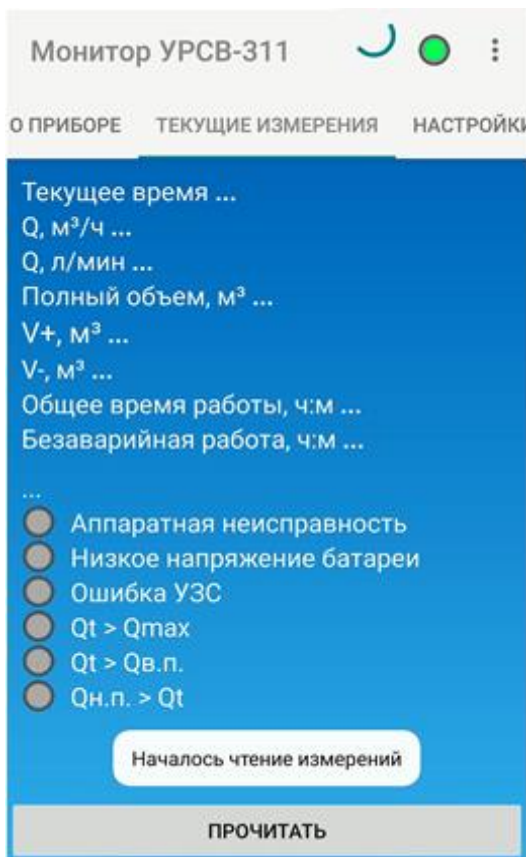 Монитор УРСВ-311
О ПРИБОРЕ ТЕКУЩИЕ ИЗМЕРЕНИЯ НАСТРОЙКИ
Текущее время ...
Q, м³/ч ...
Q, л/мин ...
Полный объем, м³ ...
V+, м³ ...
V-, м³ ...
Общее время работы, ч:м ...
Безаварийная работа, ч:м ...
...
Аппаратная неисправность
Низкое напряжение батареи
Ошибка УЗС
Qt > Qmax
Qt > Qв.п.
Qн.п. > Qt
Началось чтение измерений
ПРОЧИТАТЬ